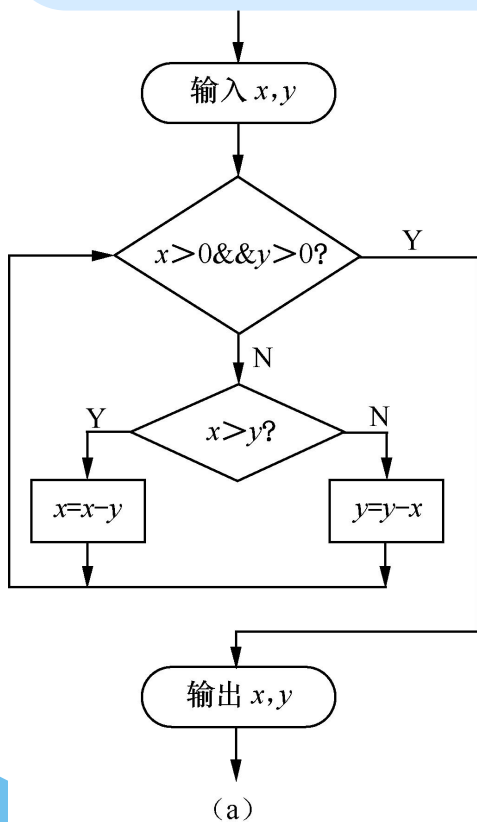 输入 x,y
x>0&&y>0?
Y
N
x>y?
Y
N
x=x-y
y=y-x
输出 x,y
(a)